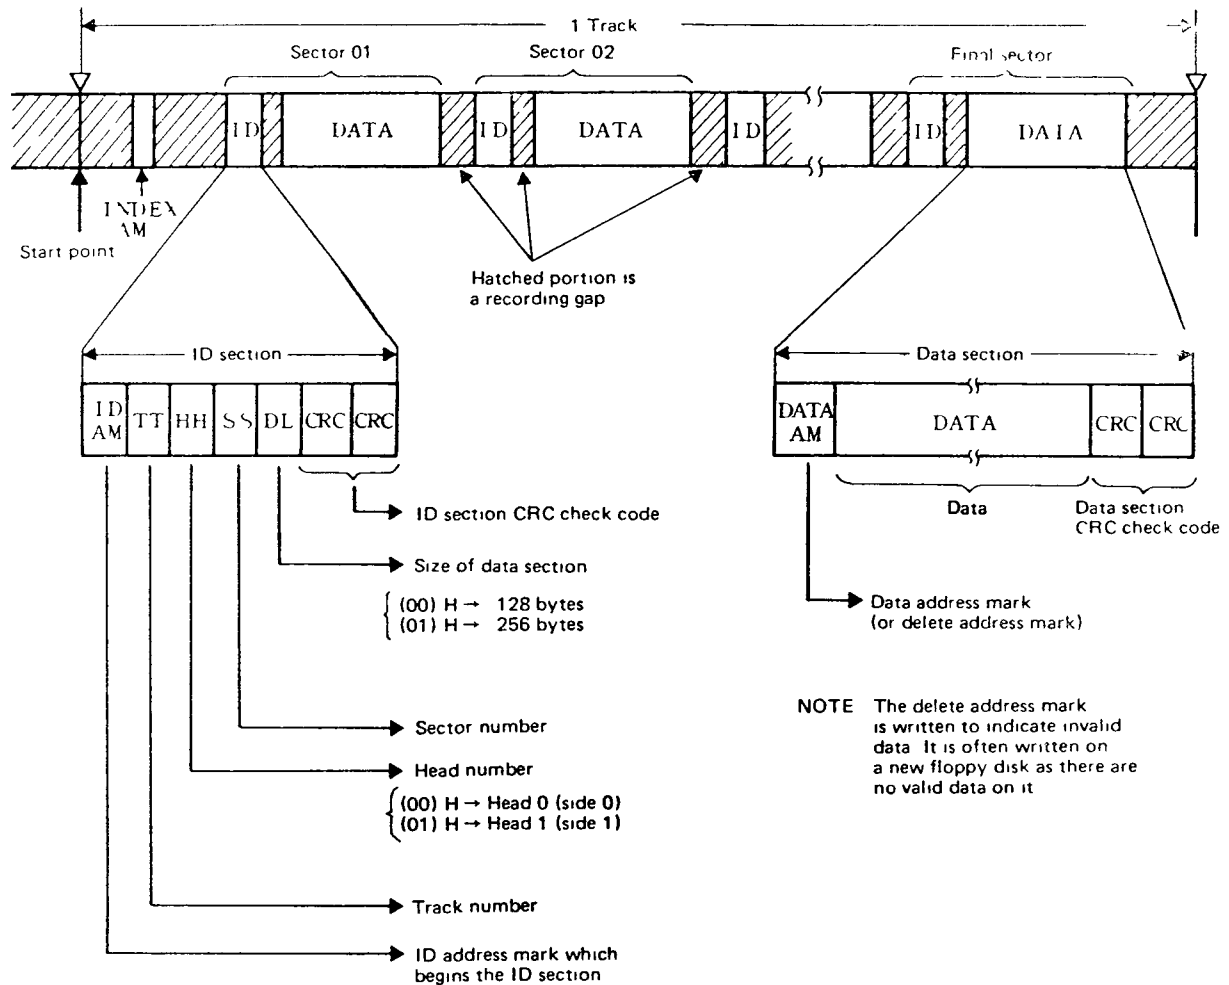 1 Track
Sector 01
Sector 02
Final sector
ID
DATA
ID
DATA
ID
ID
DATA
INDEX
AM
Start point
Hatched portion is
a recording gap
ID section
Data section
ID
AM
TT
HH
SS
DL
CRC
CRC
DATA
AM
DATA
CRC
CRC
ID section CRC check code
Data
Data section
CRC check code
Size of data section
(00) H → 128 bytes
(01) H → 256 bytes
Data address mark
(or delete address mark)
Sector number
Head number
(00) H → Head 0 (side 0)
(01) H → Head 1 (side 1)
NOTE The delete address mark
is written to indicate invalid
data It is often written on
a new floppy disk as there are
no valid data on it
Track number
ID address mark which
begins the ID section